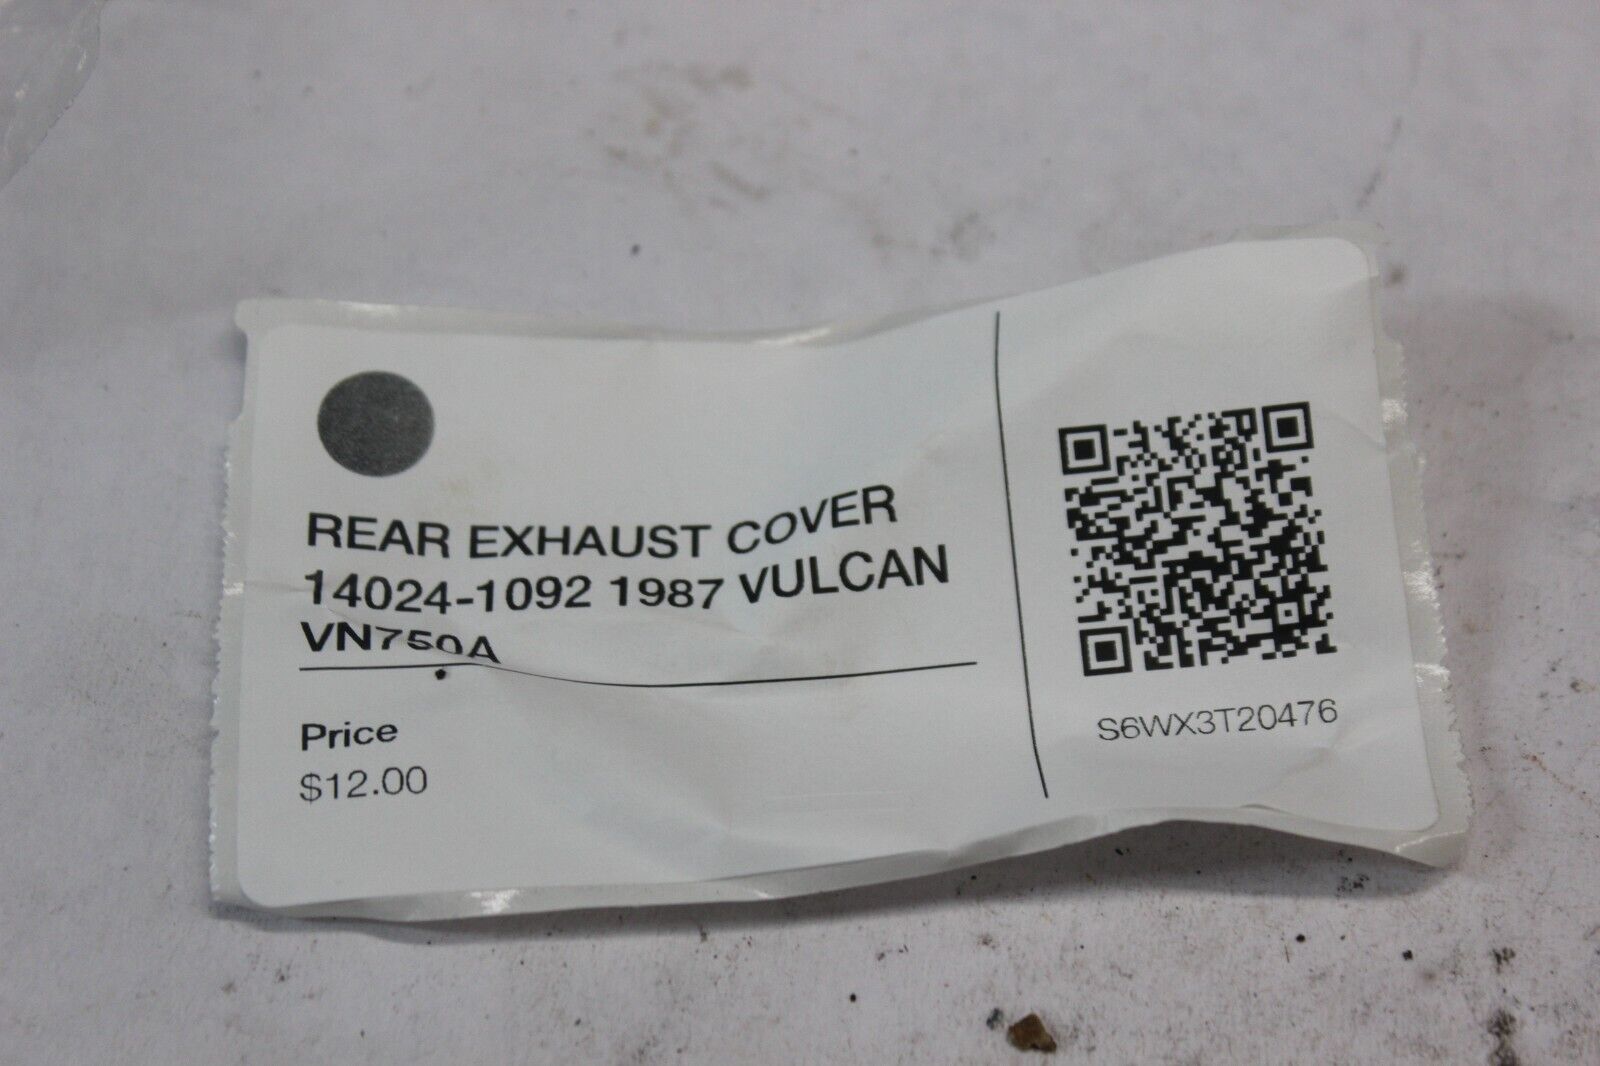 REAR EXHAUST COVER
14024-1092 1987 VULCAN
VN750A
Price
$12.00
S6WX3T20476